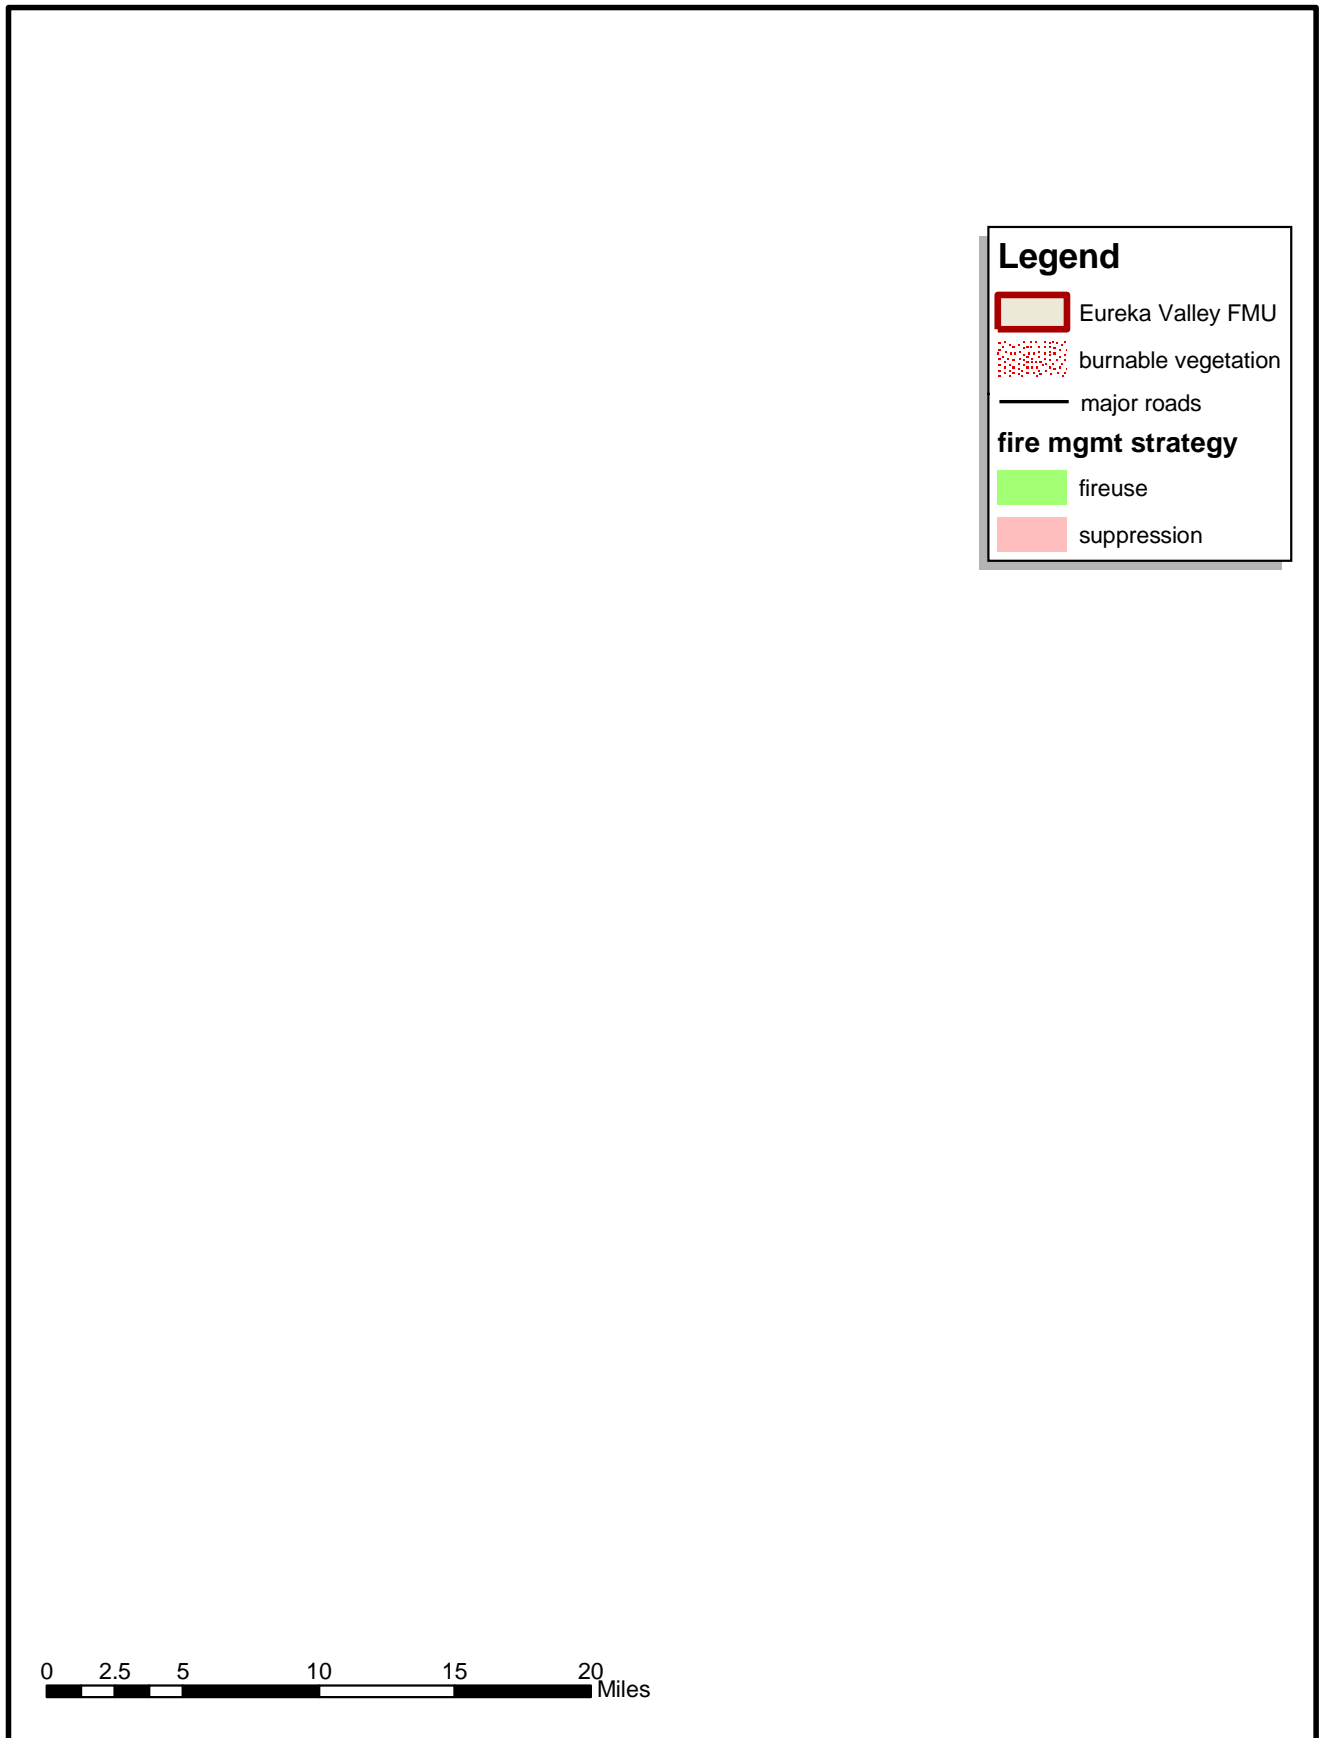 Legend
Eureka Valley FMU
burnable vegetation
major roads
fire mgmt strategy
fireuse
suppression
0 2.5 5 10 15 20
Miles